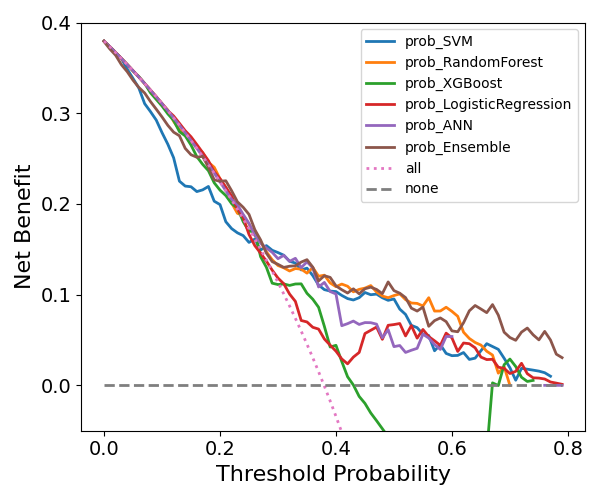 0.4
0.3
0.2
0.1
0.0
Net Benefit
prob_SVM
prob_RandomForest
prob_XGBoost
prob_LogisticRegression
prob_ANN
prob_Ensemble
all
none
0.0 0.2 0.4 0.6 0.8
Threshold Probability